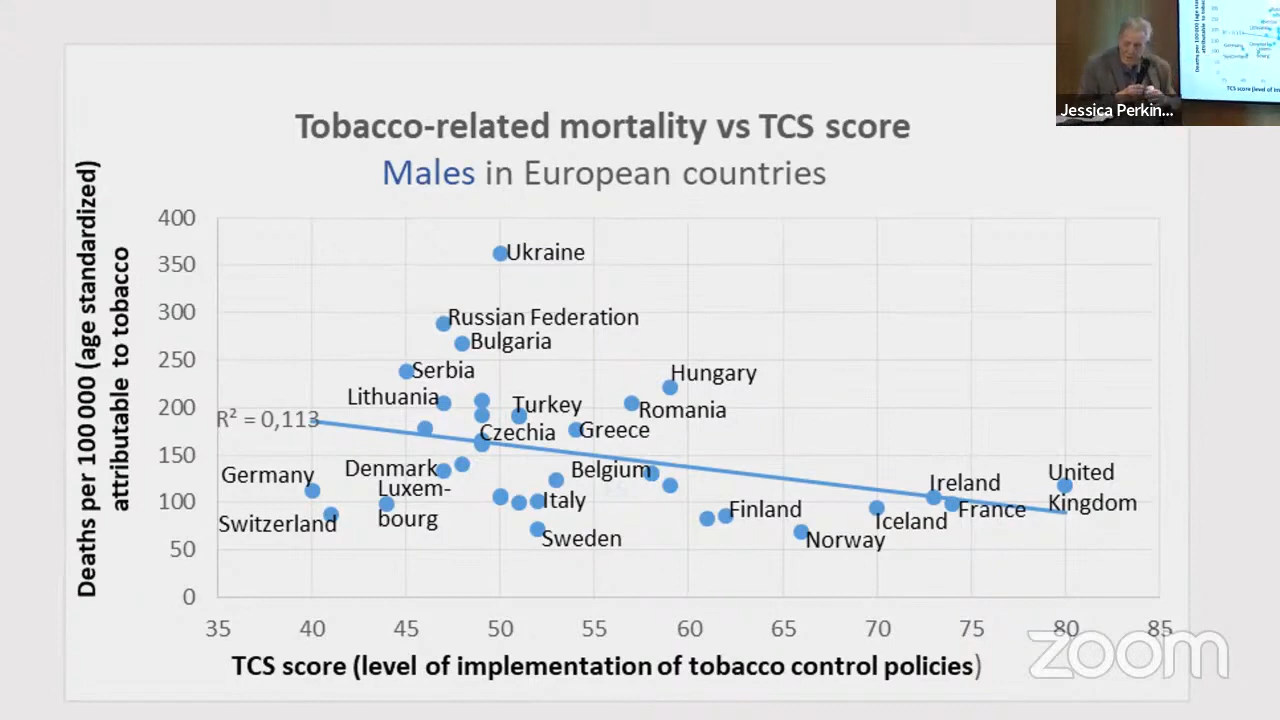 Tobacco-related mortality vs TCS score
Males in European countries
Deaths per 100 000 (age standardized)
attributable to tobacco
400
350
300
250
200
150
100
50
0
Ukraine
Russian Federation
Bulgaria
Serbia
Hungary
Lithuania
Turkey
Romania
R² = 0,113
Czechia
Greece
Germany
Denmark
Belgium
Luxem-
bourg
Italy
Ireland
United
Kingdom
Switzerland
Sweden
Finland
Norway
Iceland
France
35 40 45 50 55 60 65 70 75 80 85
TCS score (level of implementation of tobacco control policies)
Jessica Perkin...
zoom